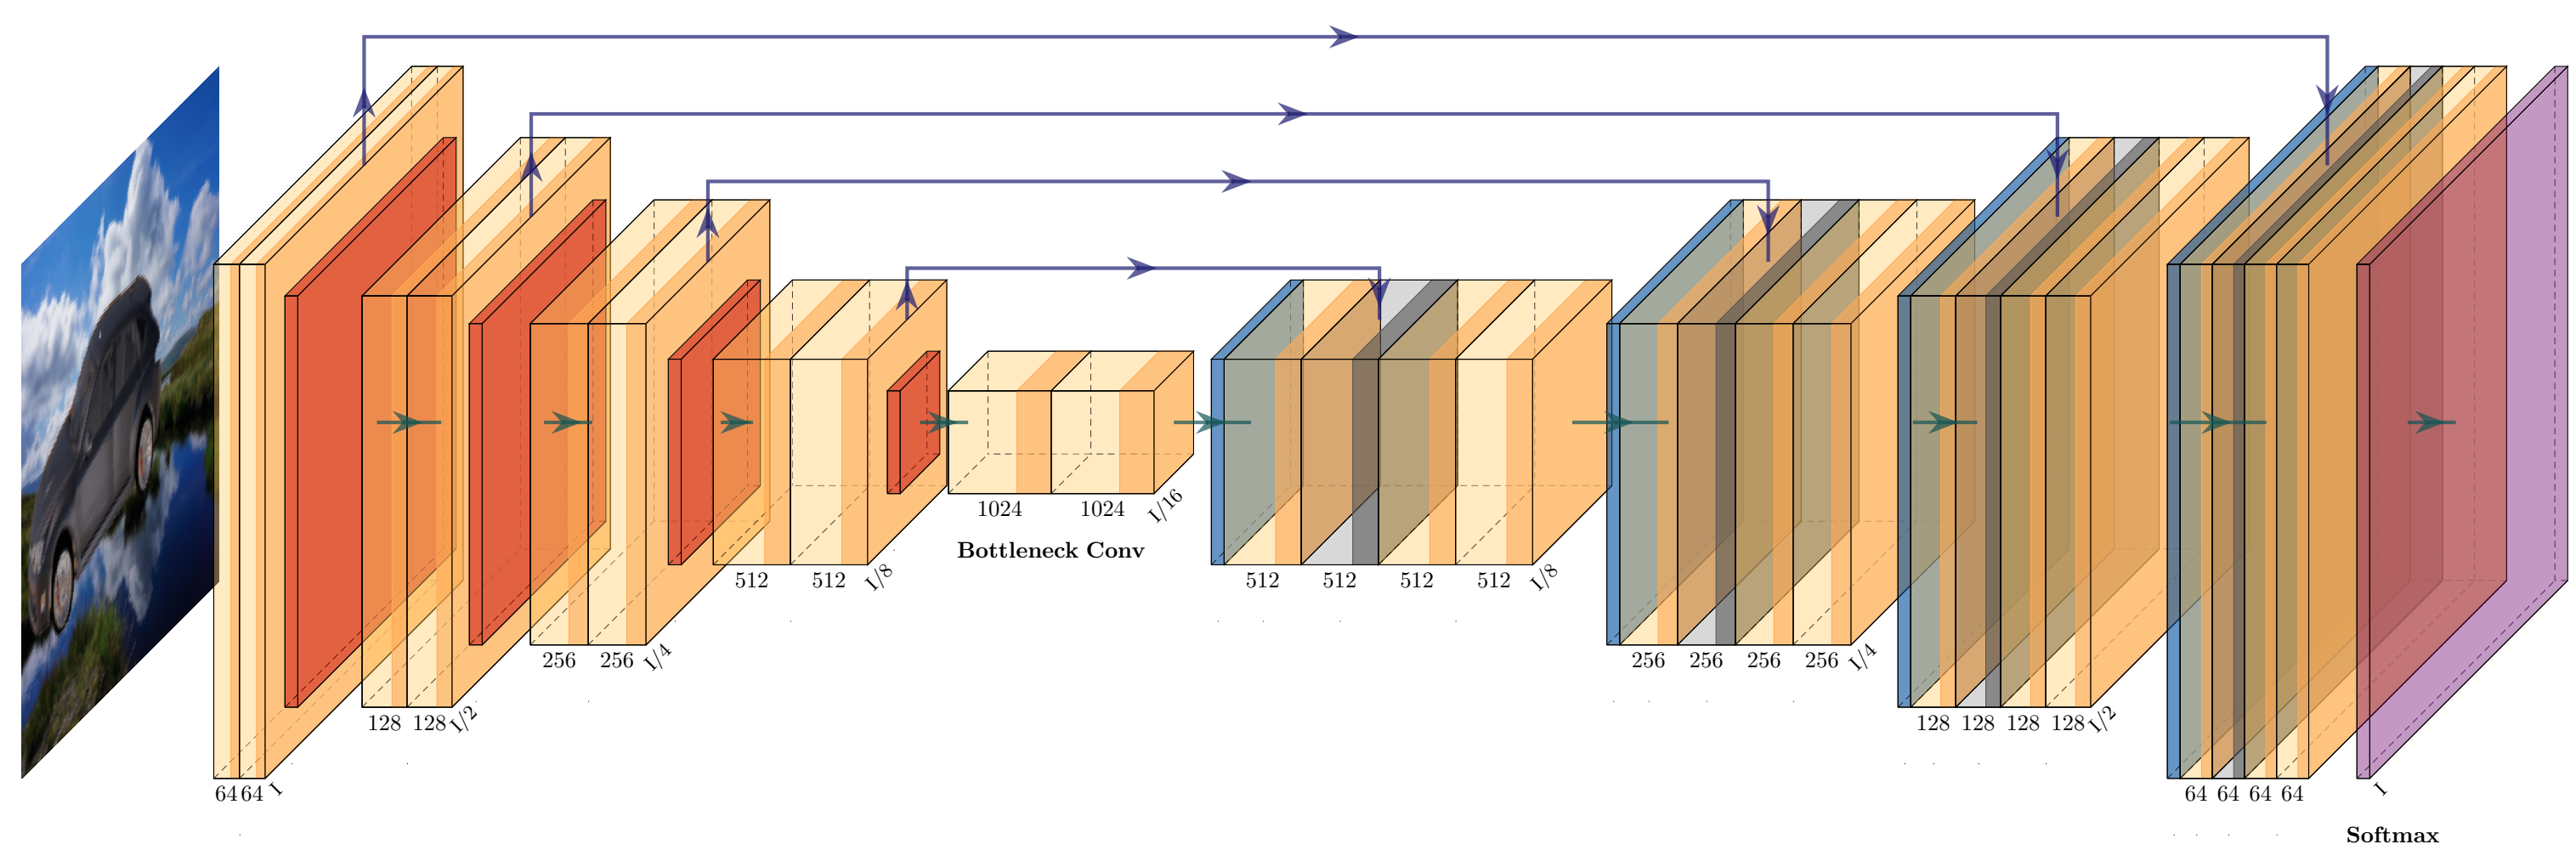 64 64 I
128 128 I/2
256 256 I/4
512 512 I/8
1024 1024 I/16
Bottleneck Conv
512 512 512 512 I/8
256 256 256 256 I/4
128 128 128 128 I/2
64 64 64 64
I
Softmax